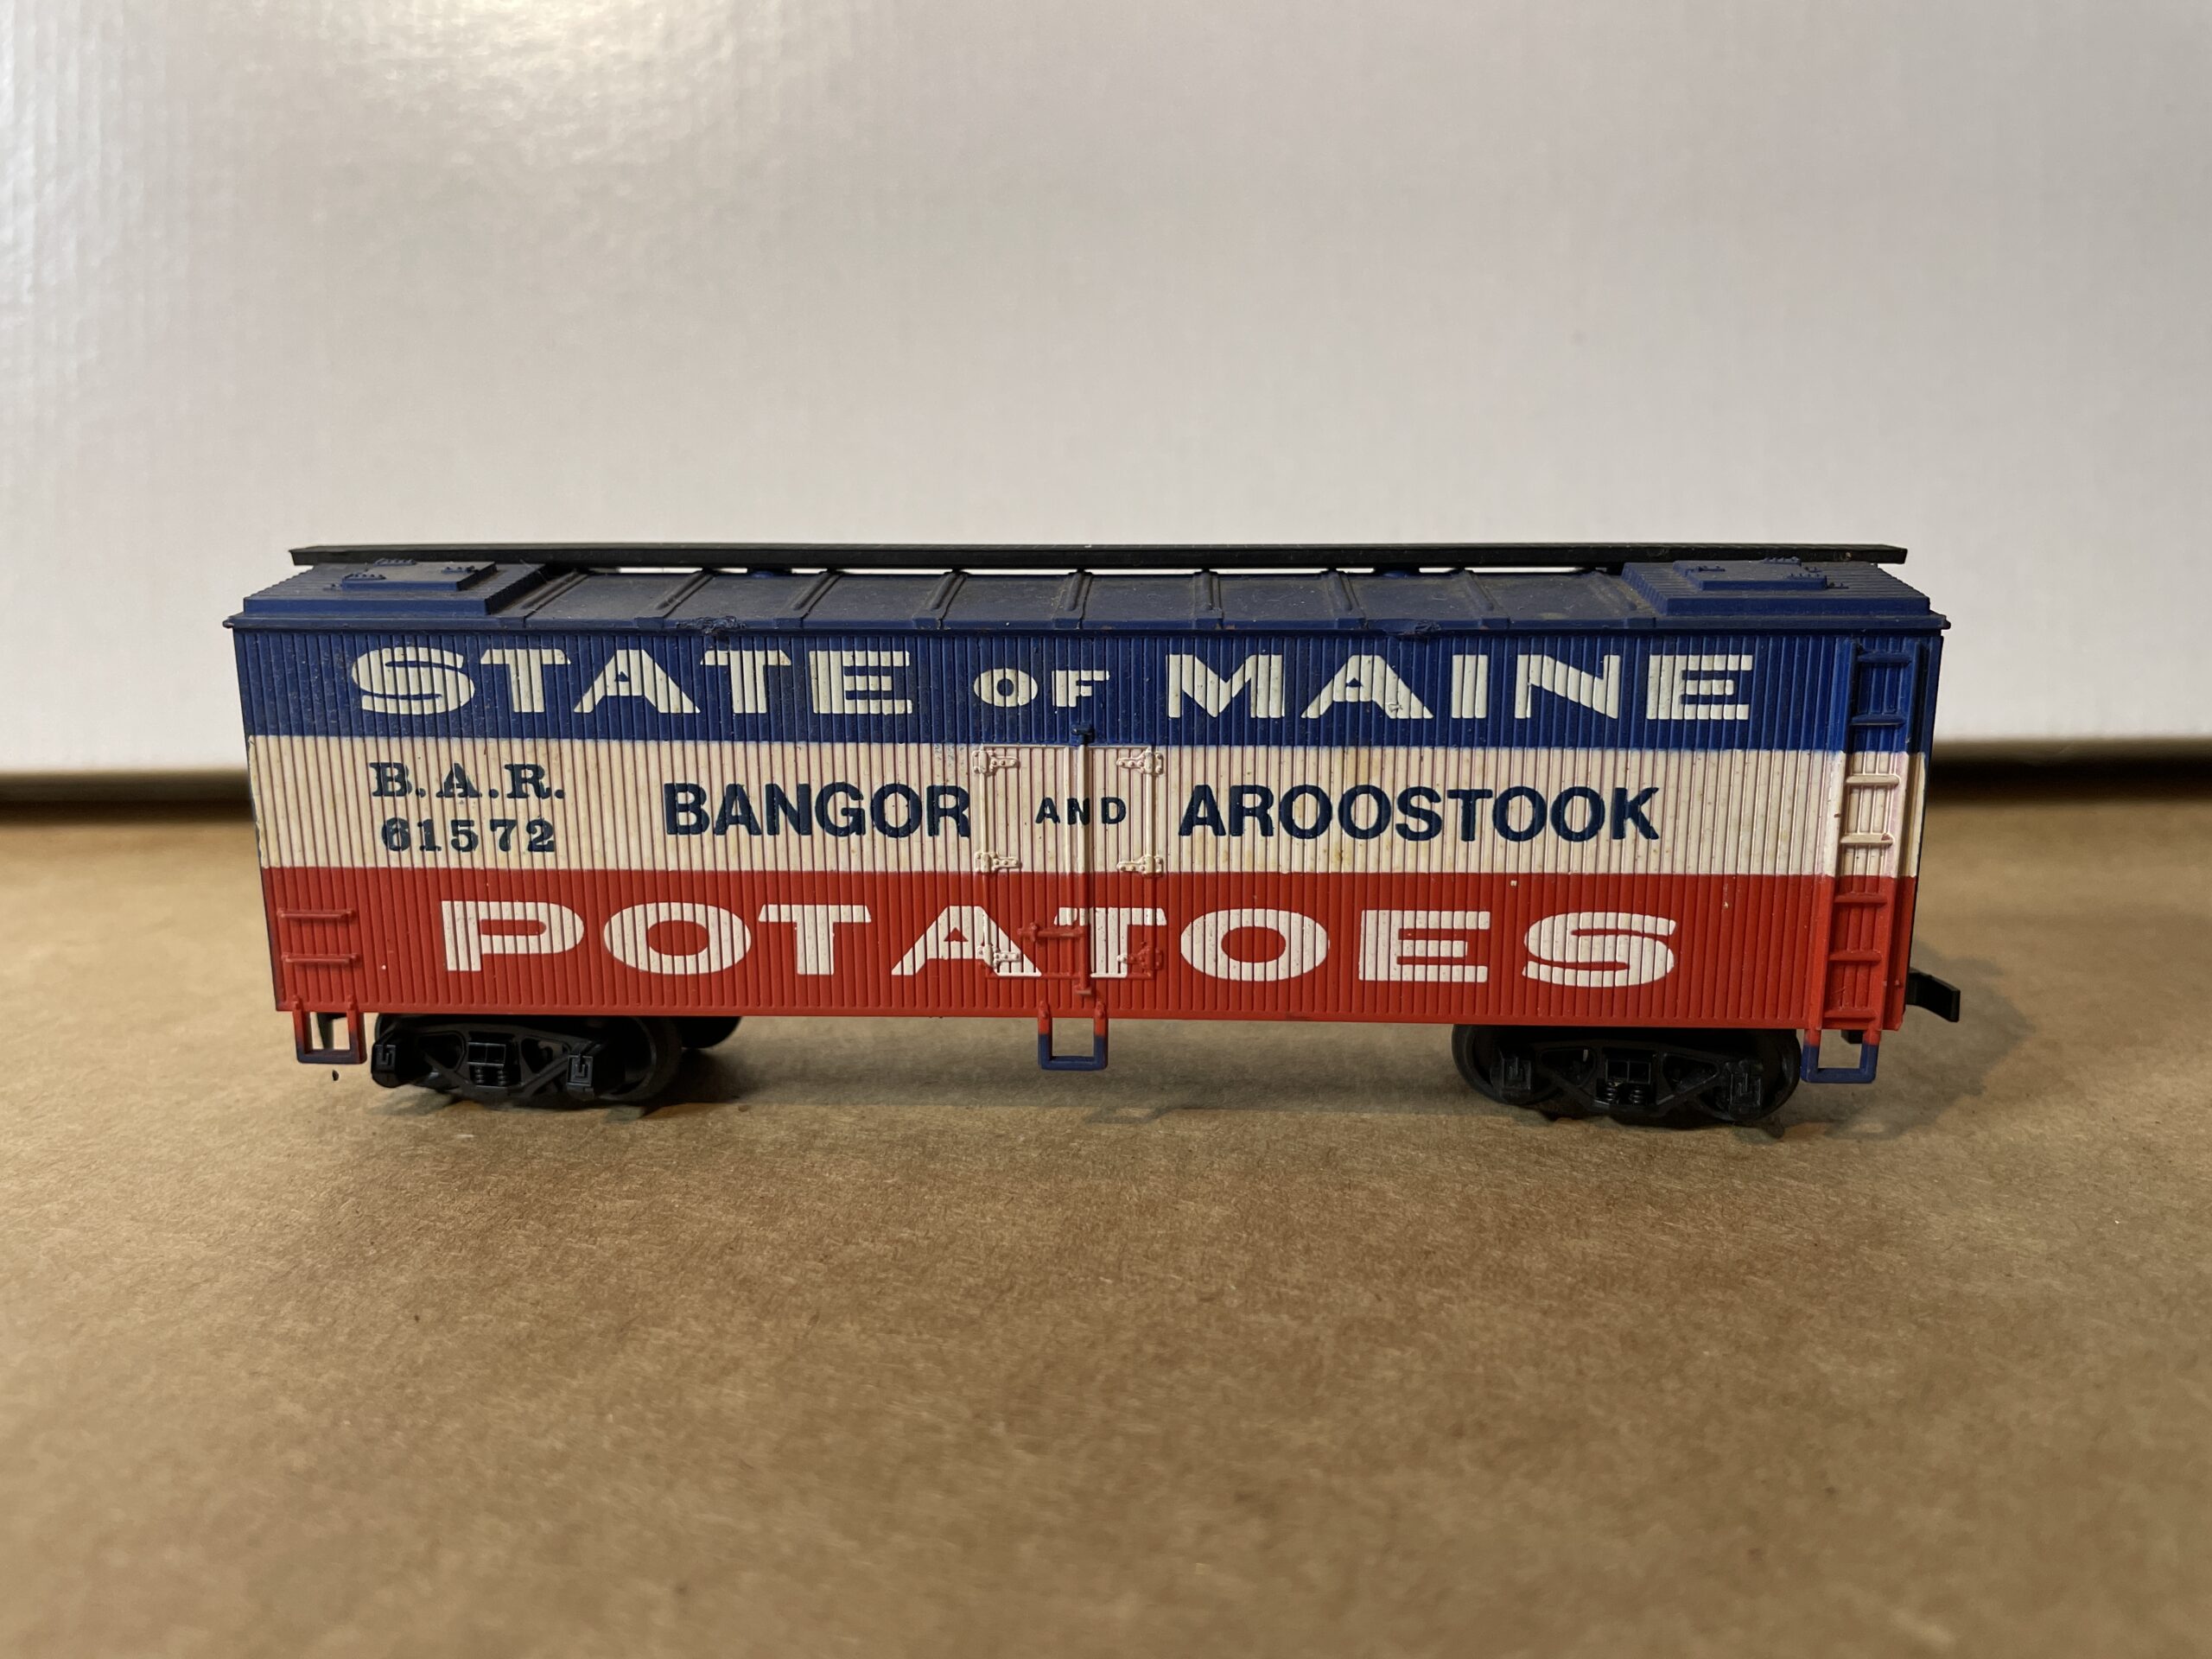 STATE OF MAINE
B.A.R.
61572
BANGOR AND AROOSTOOK
POTATOES